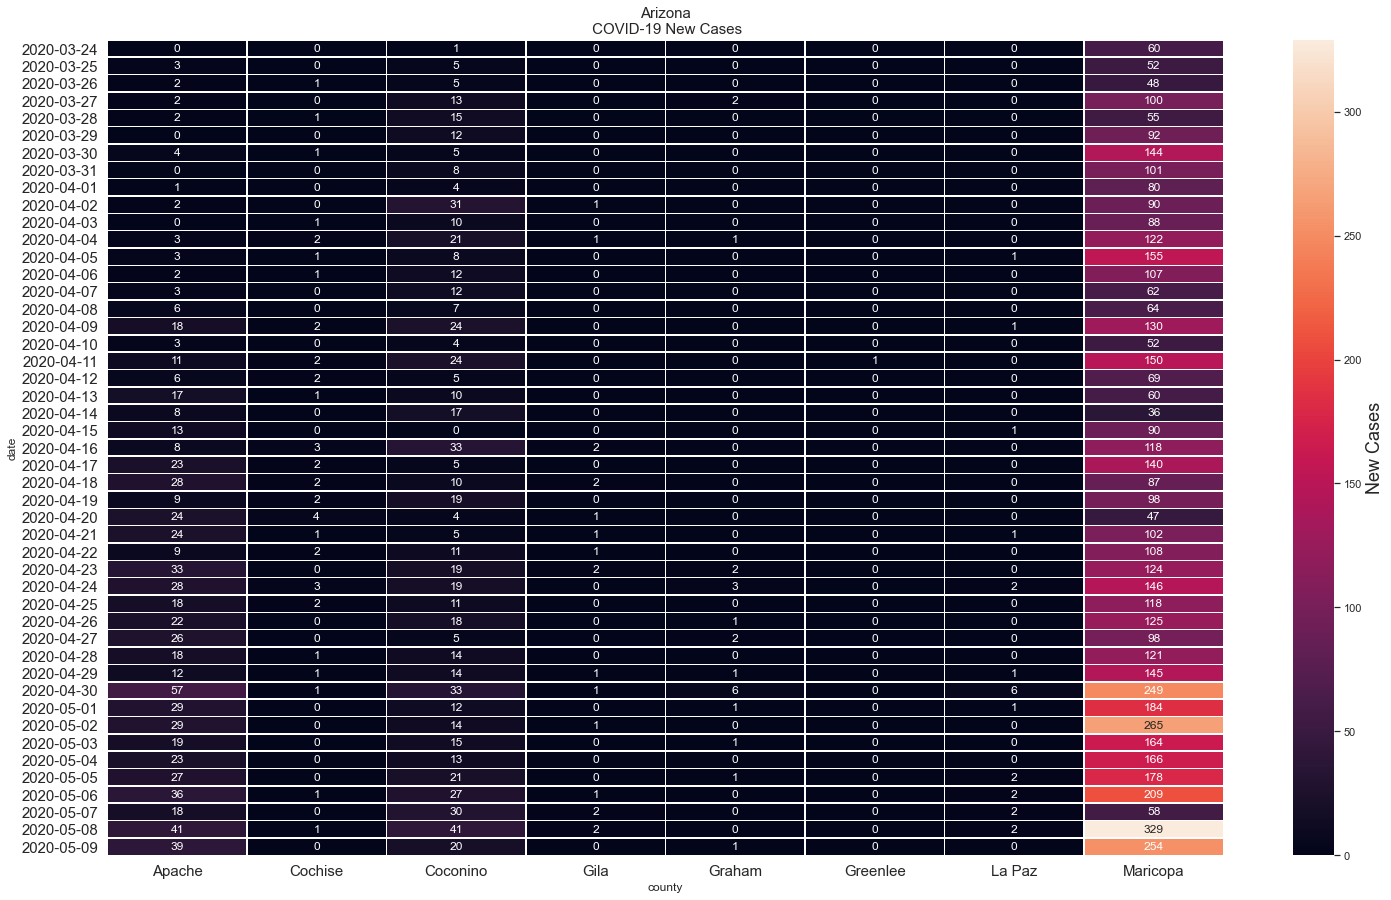 Arizona
COVID-19 New Cases
2020-03-24 0 0 1 0 0 0 0 60
2020-03-25 3 0 5 0 0 0 0 52
2020-03-26 2 1 5 0 0 0 0 48
2020-03-27 2 0 13 0 2 0 0 100
2020-03-28 2 1 15 0 0 0 0 55
2020-03-29 0 0 12 0 0 0 0 92
2020-03-30 4 1 5 0 0 0 0 144
2020-03-31 0 0 8 0 0 0 0 101
2020-04-01 1 0 4 0 0 0 0 80
2020-04-02 2 0 31 1 0 0 0 90
2020-04-03 0 1 10 0 0 0 0 88
2020-04-04 3 2 21 1 1 0 0 122
2020-04-05 3 1 8 0 0 0 1 155
2020-04-06 2 1 12 0 0 0 0 107
2020-04-07 3 0 12 0 0 0 0 62
2020-04-08 6 0 7 0 0 0 0 64
2020-04-09 18 2 24 0 0 0 1 130
2020-04-10 3 0 4 0 0 0 0 52
2020-04-11 11 2 24 0 0 1 0 150
2020-04-12 6 2 5 0 0 0 0 69
2020-04-13 17 1 10 0 0 0 0 60
2020-04-14 8 0 17 0 0 0 0 36
2020-04-15 13 0 0 0 0 0 1 90
2020-04-16 8 3 33 2 0 0 0 118
2020-04-17 23 2 5 0 0 0 0 140
2020-04-18 28 2 10 2 0 0 0 87
2020-04-19 9 2 19 0 0 0 0 98
2020-04-20 24 4 4 1 0 0 0 47
2020-04-21 24 1 5 1 0 0 1 102
2020-04-22 9 2 11 1 0 0 0 108
2020-04-23 33 0 19 2 2 0 0 124
2020-04-24 28 3 19 0 3 0 2 146
2020-04-25 18 2 11 0 0 0 0 118
2020-04-26 22 0 18 0 1 0 0 125
2020-04-27 26 0 5 0 2 0 0 98
2020-04-28 18 1 14 0 0 0 0 121
2020-04-29 12 1 14 1 1 0 1 145
2020-04-30 57 1 33 1 6 0 6 249
2020-05-01 29 0 12 0 1 0 1 184
2020-05-02 29 0 14 1 0 0 0 265
2020-05-03 19 0 15 0 1 0 0 164
2020-05-04 23 0 13 0 0 0 0 166
2020-05-05 27 0 21 0 1 0 2 178
2020-05-06 36 1 27 1 0 0 2 209
2020-05-07 18 0 30 2 0 0 2 58
2020-05-08 41 1 41 2 0 0 2 329
2020-05-09 39 0 20 0 1 0 0 254
Apache Cochise Coconino Gila Graham Greenlee La Paz Maricopa
county
date
300
250
200
150
100
50
0
New Cases